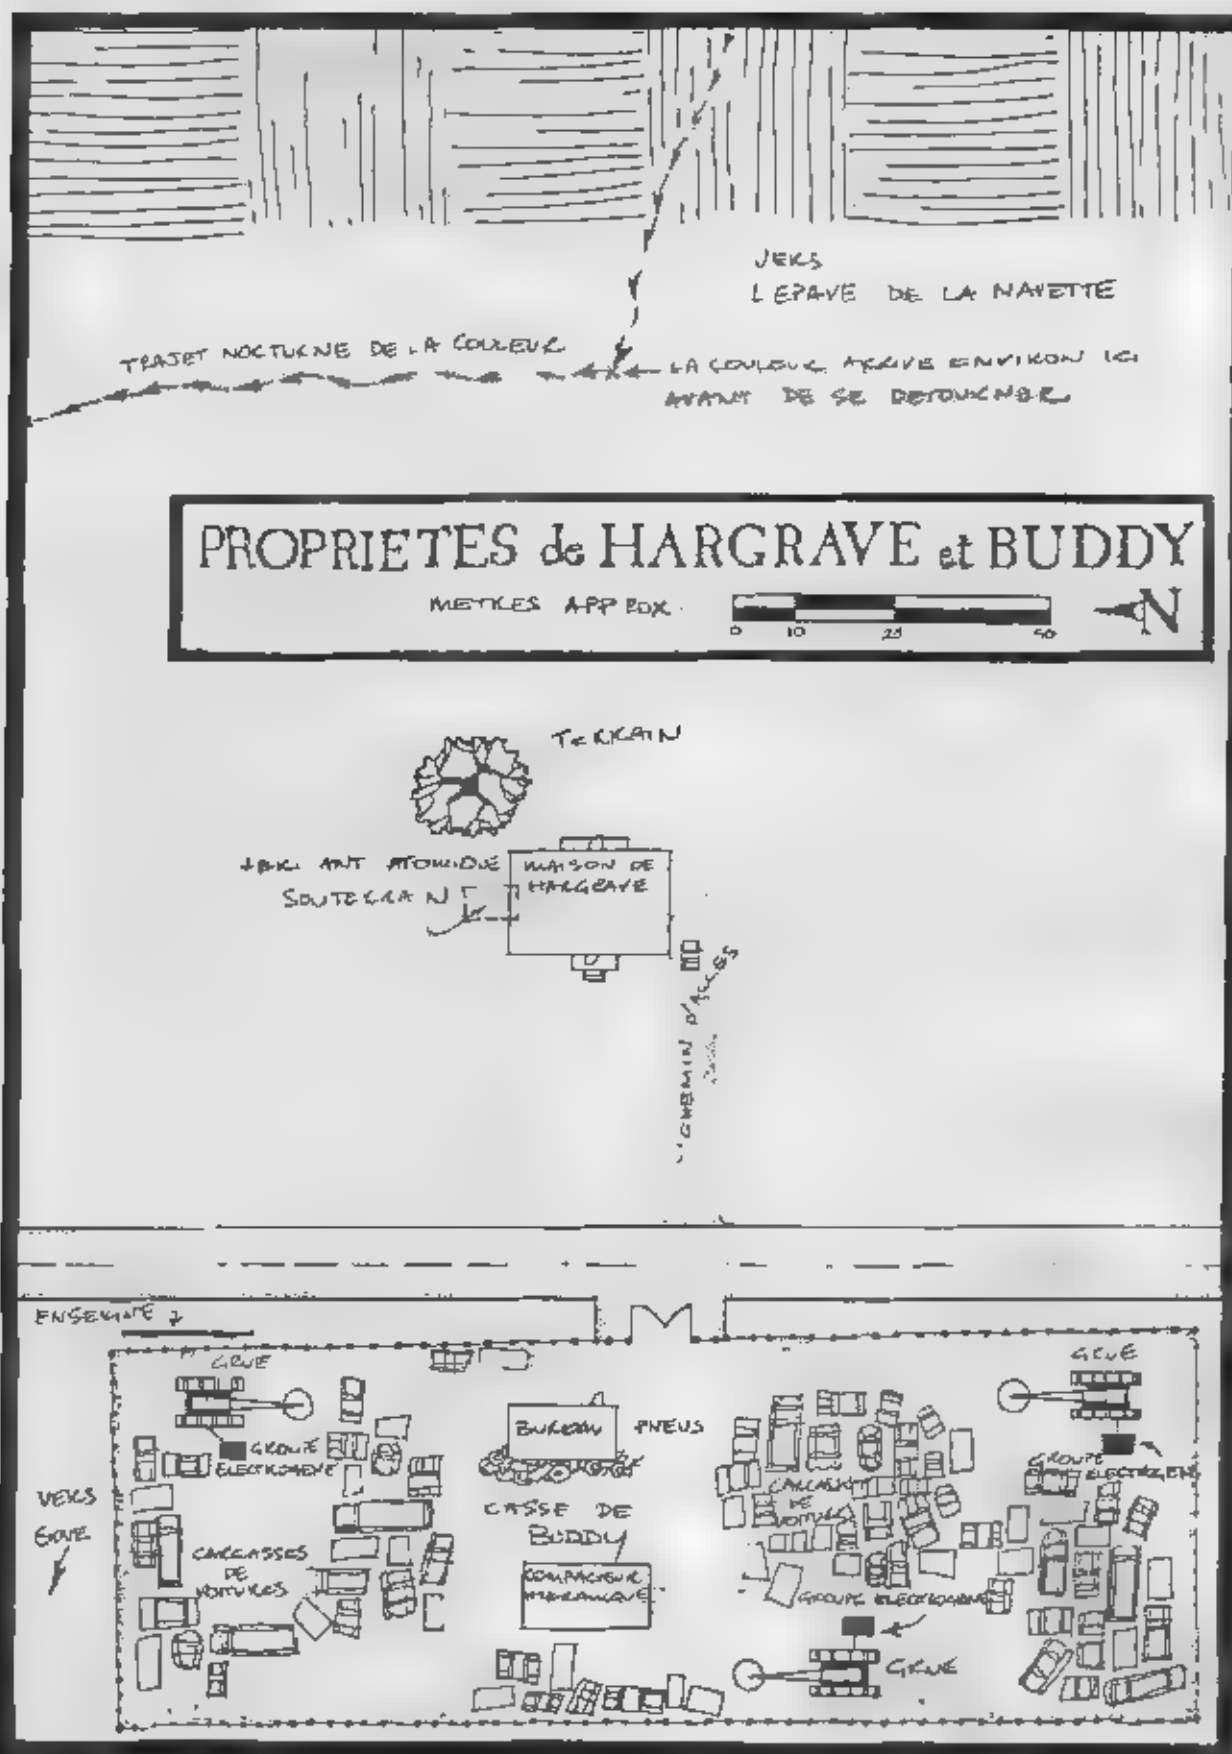 VERS
L'EPAVE DE LA NAVETTE
TRAJET NOCTURNE DE LA COULEUR
LA COULEUR ARRIVE ENVIRON ICI
AVANT DE SE DETOURNER
PROPRIETES de HARGRAVE et BUDDY
METRES APPROX.
0 10 25 50
N
TERRAIN
ABRI ANT ATOMIQUE
SOUTERRAIN
MAISON DE
HARGRAVE
CHEMIN D'ACCES
ENSEIGNE
GRUE
GROUPE
ELECTROGENE
BUREAU
PNEUS
GRUE
GROUPE
ELECTROGENE
CARCASSES
DE
VOITURES
CASSE DE
BUDDY
VERS
GRUE
CARCASSES
DE
VOITURES
COMPACTEUR
HYDRAULIQUE
GROUPE ELECTROGENE